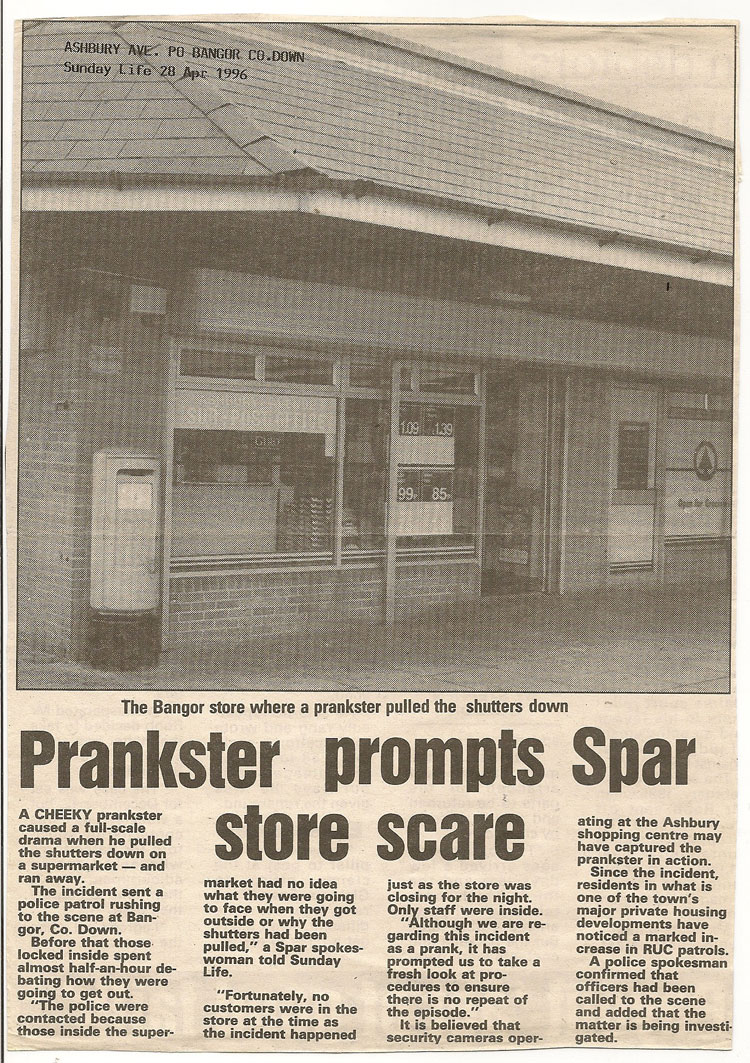 ASHBURY AVE. PO BANGOR CO.DOWN
Sunday Life 28 Apr 1996
SUB-POST OFFICE
1.09
1.39
99p
85p
Open for
The Bangor store where a prankster pulled the shutters down
Prankster prompts Spar
store scare
A CHEEKY prankster
caused a full-scale
drama when he pulled
the shutters down on
a supermarket — and
ran away.
The incident sent a
police patrol rushing
to the scene at Ban-
gor, Co. Down.
Before that those
locked inside spent
almost half-an-hour de-
bating how they were
going to get out.
"The police were
contacted because
those inside the super-
market had no idea
what they were going
to face when they got
outside or why the
shutters had been
pulled," a Spar spokes-
woman told Sunday
Life.
"Fortunately, no
customers were in the
store at the time as
the incident happened
just as the store was
closing for the night.
Only staff were inside.
"Although we are re-
garding this incident
as a prank, it has
prompted us to take a
fresh look at pro-
cedures to ensure
there is no repeat of
the episode."
It is believed that
security cameras oper-
ating at the Ashbury
shopping centre may
have captured the
prankster in action.
Since the incident,
residents in what is
one of the town's
major private housing
developments have
noticed a marked in-
crease in RUC patrols.
A police spokesman
confirmed that
officers had been
called to the scene
and added that the
matter is being investi-
gated.